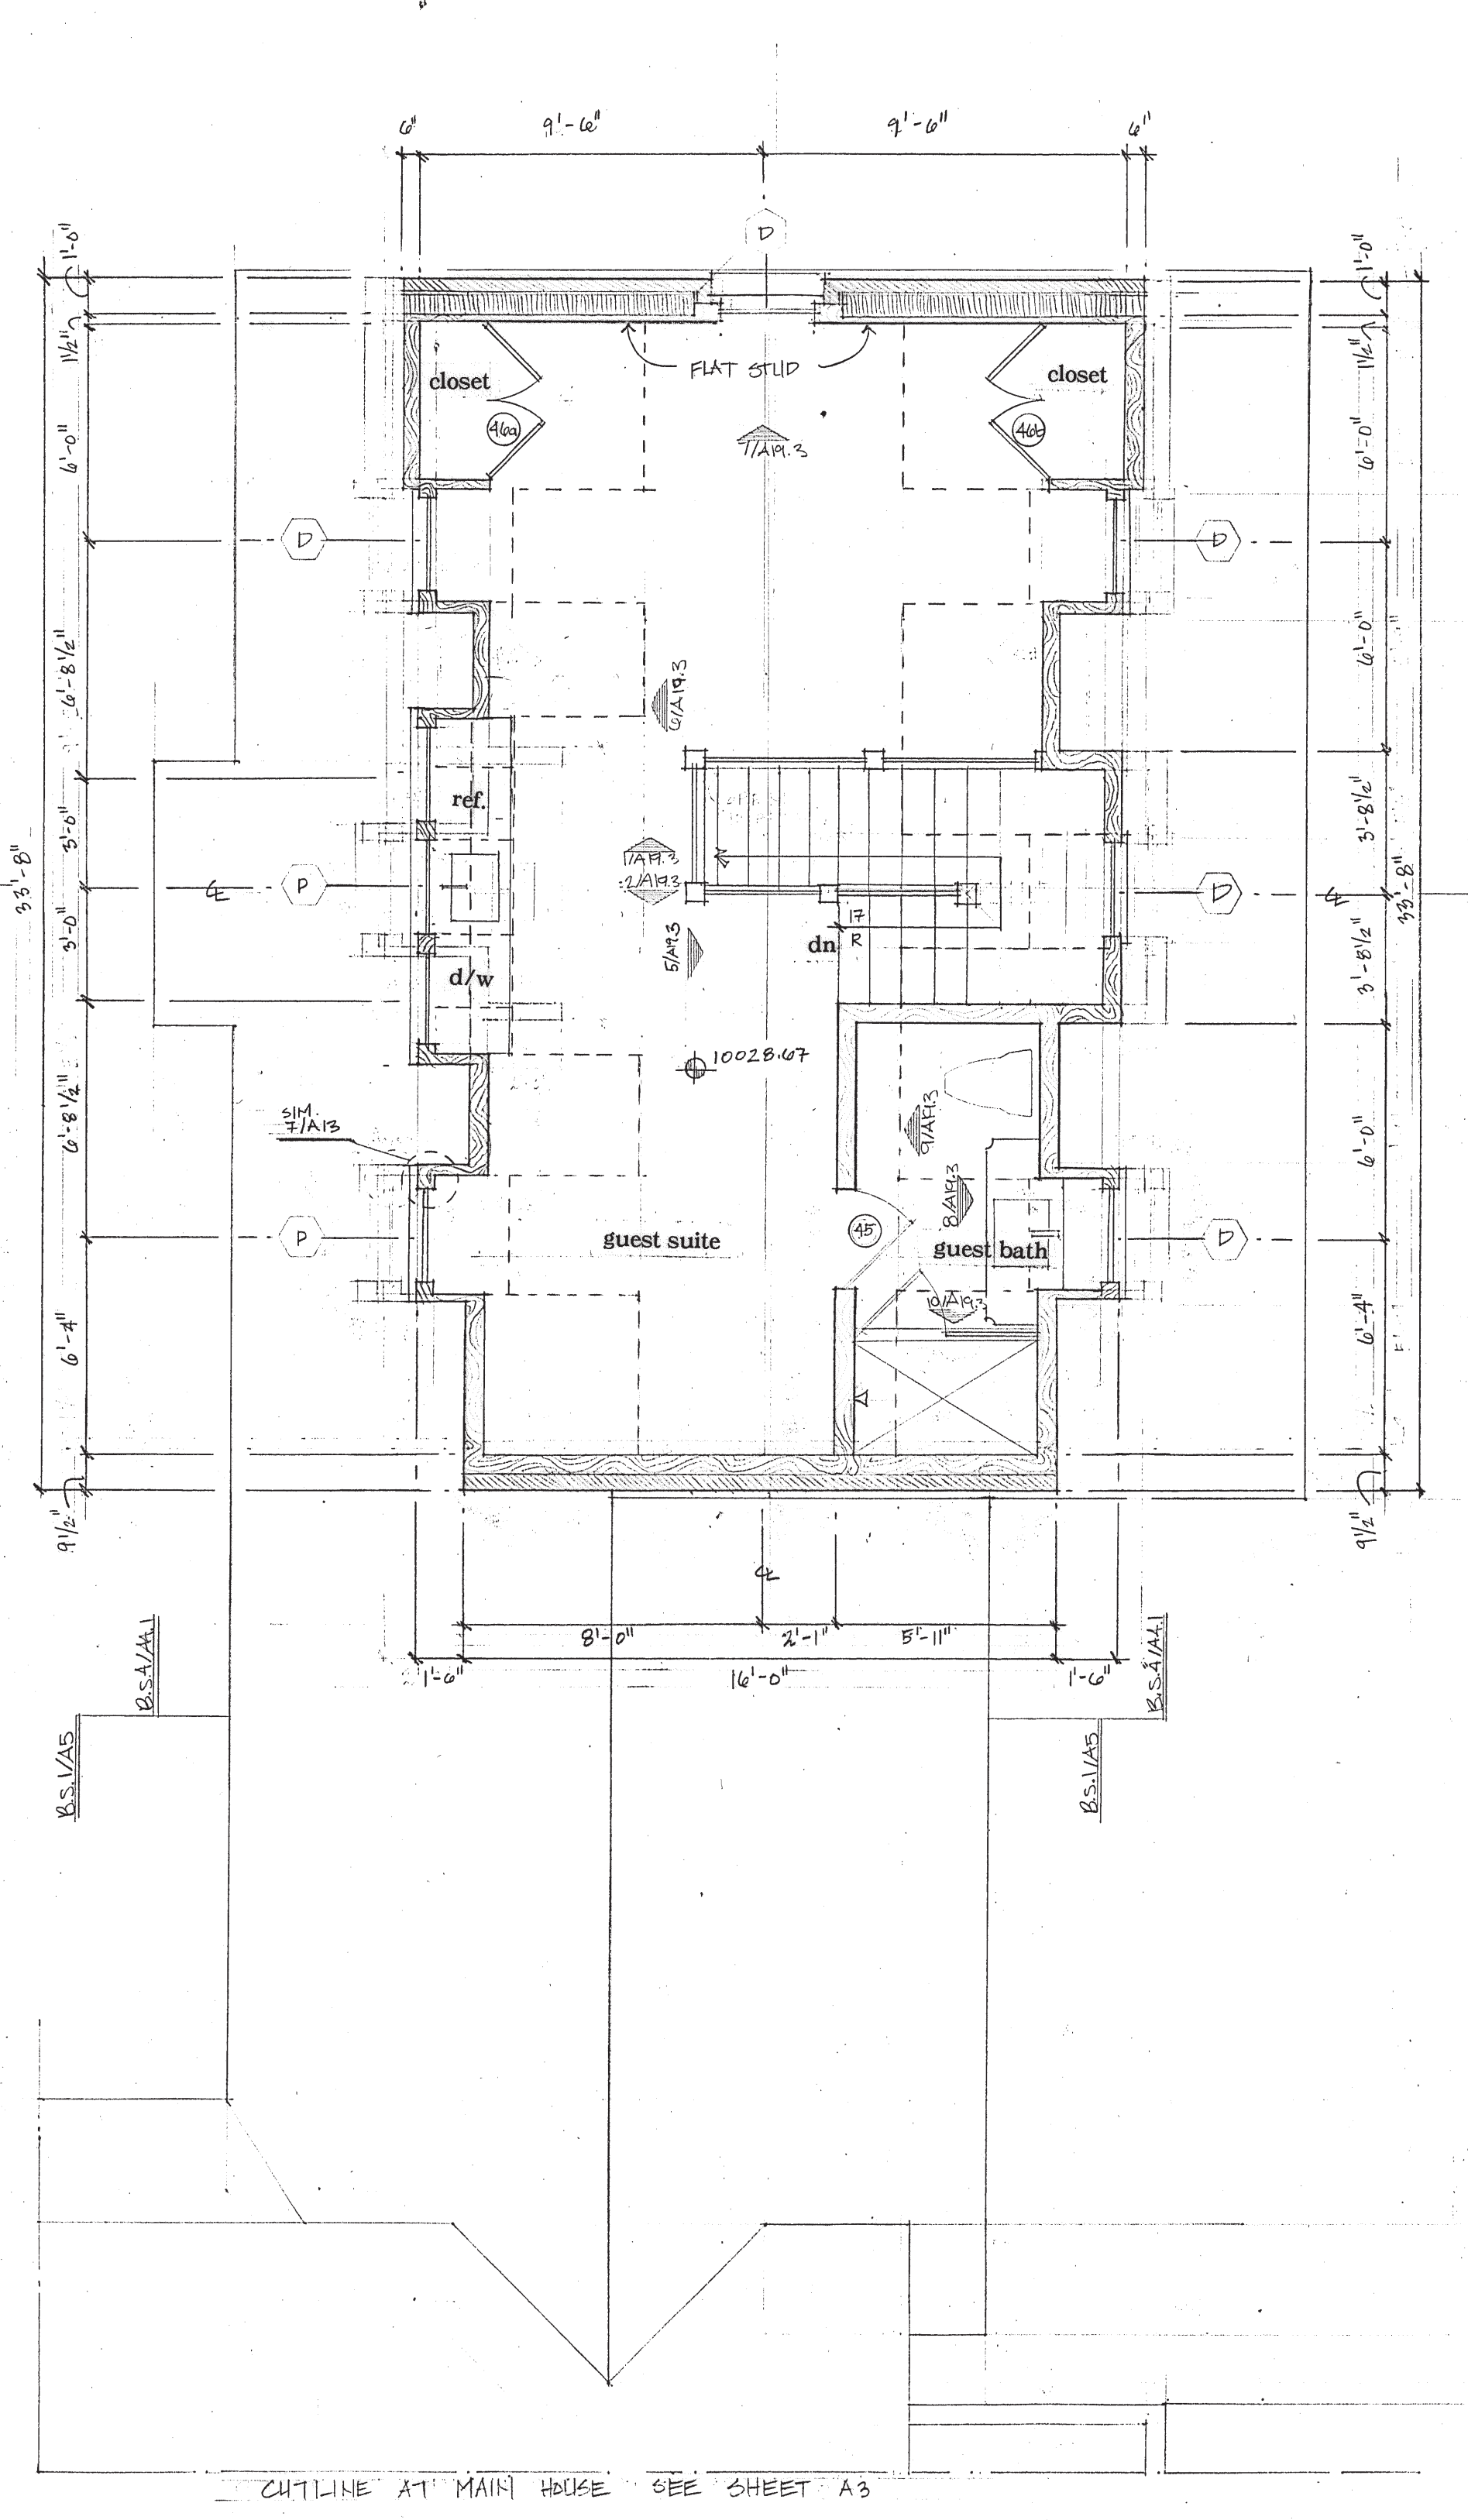 6" 9'-6" 9'-6" 6"
D
1'-0" 1'-0"
1 1/2" 1 1/2"
FLAT STUD
closet closet
46a 46b
7/A19.3
6'-0" 6'-0"
D D
6'-8 1/2" 6'-0"
6/A19.3
ref.
3'-0" 3'-8 1/2"
33'-8" 33'-8"
1/A19.3
2/A19.3
℄ P D ℄
17
R
dn
5/A19.3
3'-0" 3'-8 1/2"
d/w
10028.67
SIM.
7/A13
9/A19.3
6'-8 1/2" 6'-0"
8/A19.3
P guest suite 45 guest bath D
10/A19.3
6'-4" 6'-4"
9 1/2" 9 1/2"
℄
8'-0" 2'-1" 5'-11"
1'-6" 16'-0" 1'-6"
B.S.4/A4.1 B.S.4/A4.1
B.S.1/A5 B.S.1/A5
CUTLINE AT MAIN HOUSE SEE SHEET A3